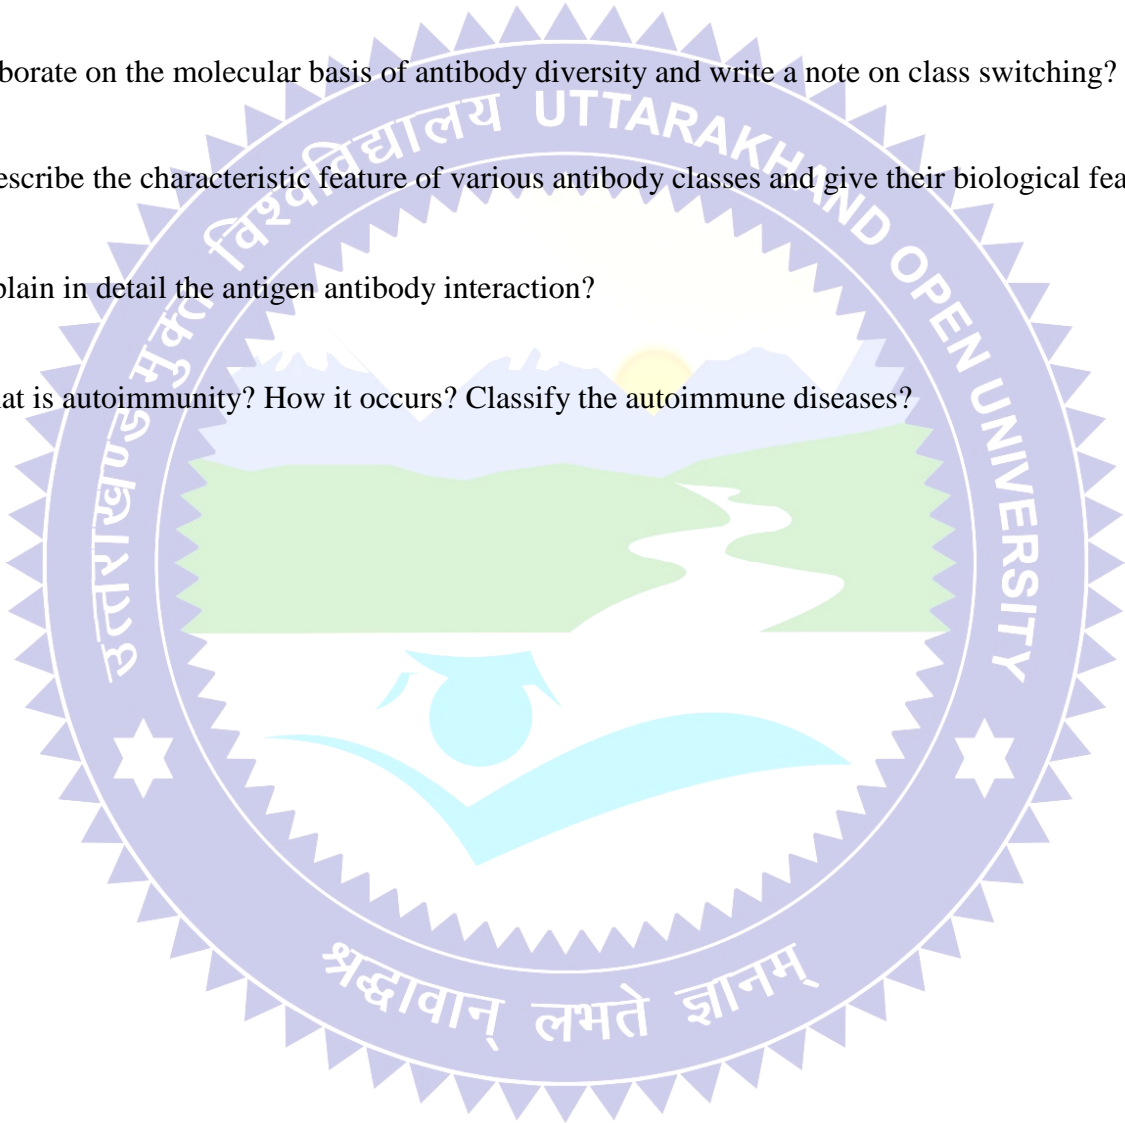 borate on the molecular basis of antibody diversity and write a note on class switching?
escribe the characteristic feature of various antibody classes and give their biological fea
plain in detail the antigen antibody interaction?
at is autoimmunity? How it occurs? Classify the autoimmune diseases?
उत्तराखण्ड मुक्त विश्वविद्यालय UTTARAKHAND OPEN UNIVERSITY
श्रद्धावान् लभते ज्ञानम्